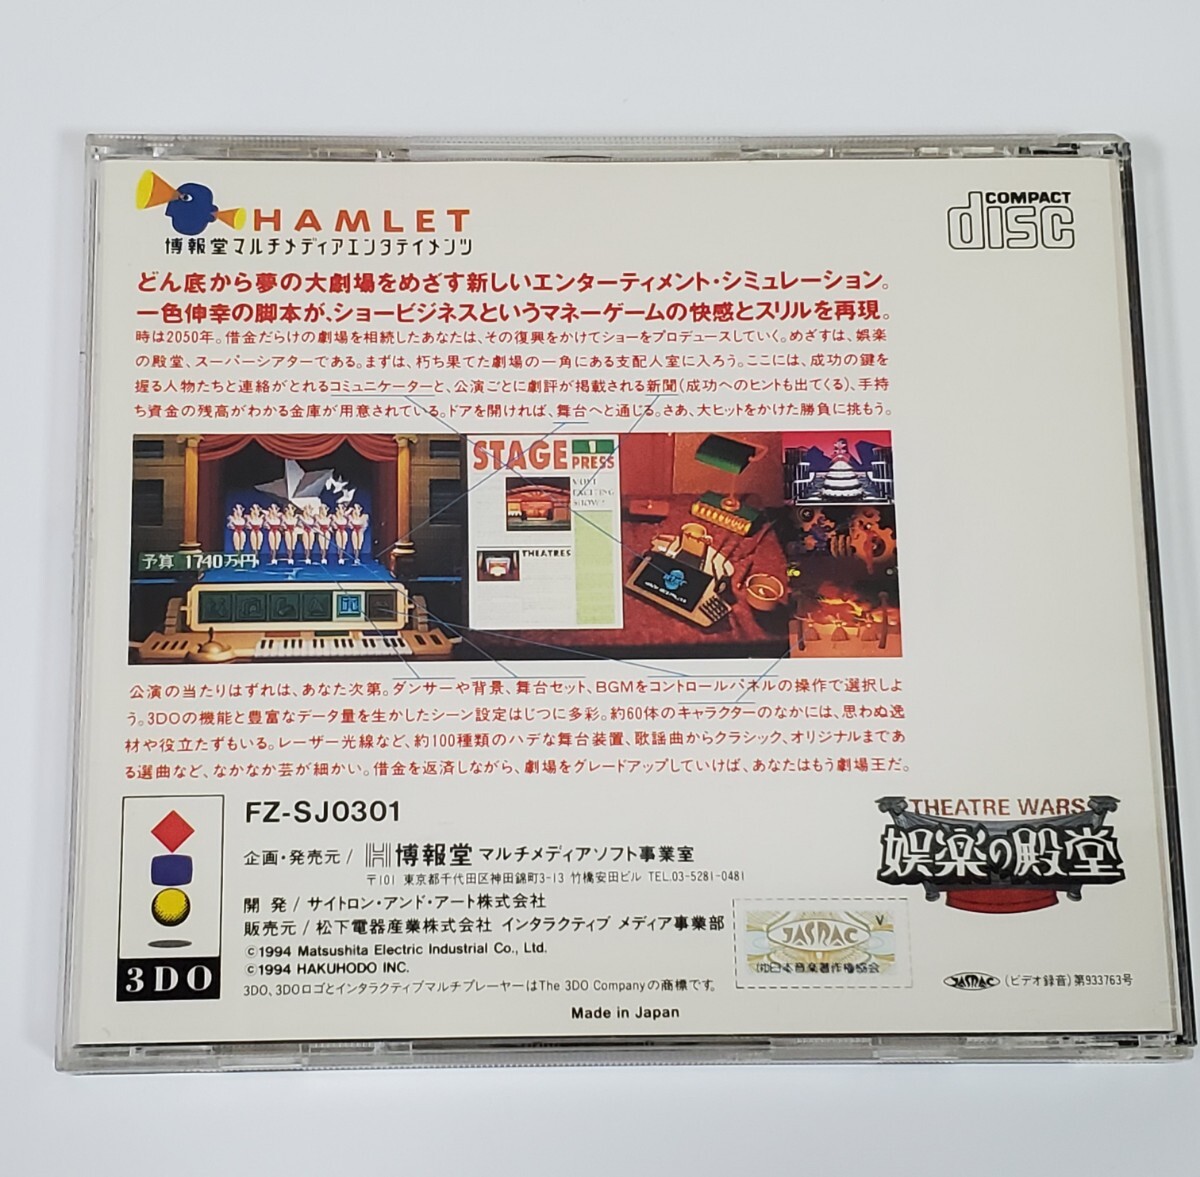 HAMLET
博報堂マルチメディアエンタテイメンツ
COMPACT
disc
どん底から夢の大劇場をめざす新しいエンターティメント・シミュレーション。
一色伸幸の脚本が、ショービジネスというマネーゲームの快感とスリルを再現。
時は2050年。借金だらけの劇場を相続したあなたは、その復興をかけてショーをプロデュースしていく。めざすは、娯楽
の殿堂、スーパーシアターである。まずは、朽ち果てた劇場の一角にある支配人室に入ろう。ここには、成功の鍵を
握る人物たちと連絡がとれるコミュニケーターと、公演ごとに劇評が掲載される新聞(成功へのヒントも出てくる)、手持
ち資金の残高がわかる金庫が用意されている。ドアを開ければ、舞台へと通じる。さあ、大ヒットをかけた勝負に挑もう。
STAGE 1 PRESS
EXCITING
SHOW!
THEATRES
予算 1740万円
公演の当たりはずれは、あなた次第。ダンサーや背景、舞台セット、BGMをコントロールパネルの操作で選択しよ
う。3DOの機能と豊富なデータ量を生かしたシーン設定はじつに多彩。約60体のキャラクターのなかには、思わぬ逸
材や役立たずもいる。レーザー光線など、約100種類のハデな舞台装置、歌謡曲からクラシック、オリジナルまであ
る選曲など、なかなか芸が細かい。借金を返済しながら、劇場をグレードアップしていけば、あなたはもう劇場王だ。
3DO
FZ-SJ0301
企画・発売元/博報堂 マルチメディアソフト事業室
〒101 東京都千代田区神田錦町3-13 竹橋安田ビル TEL.03-5281-0481
開発/サイトロン・アンド・アート株式会社
販売元/松下電器産業株式会社 インタラクティブ メディア事業部
©1994 Matsushita Electric Industrial Co., Ltd.
©1994 HAKUHODO INC.
3DO、3DOロゴとインタラクティブマルチプレーヤーはThe 3DO Companyの商標です。
Made in Japan
THEATRE WARS
娯楽の殿堂
V
JASRAC
(社)日本音楽著作権協会
JASRAC (ビデオ録音)第933763号